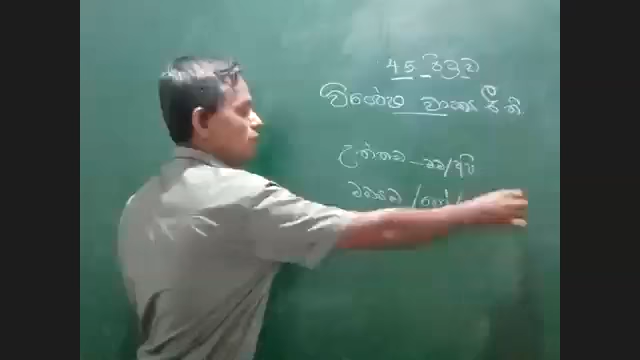 45 පිටුව
විශේෂ වාක්‍ය රීති
උත්තම – මම/අපි
මධ්‍යම /